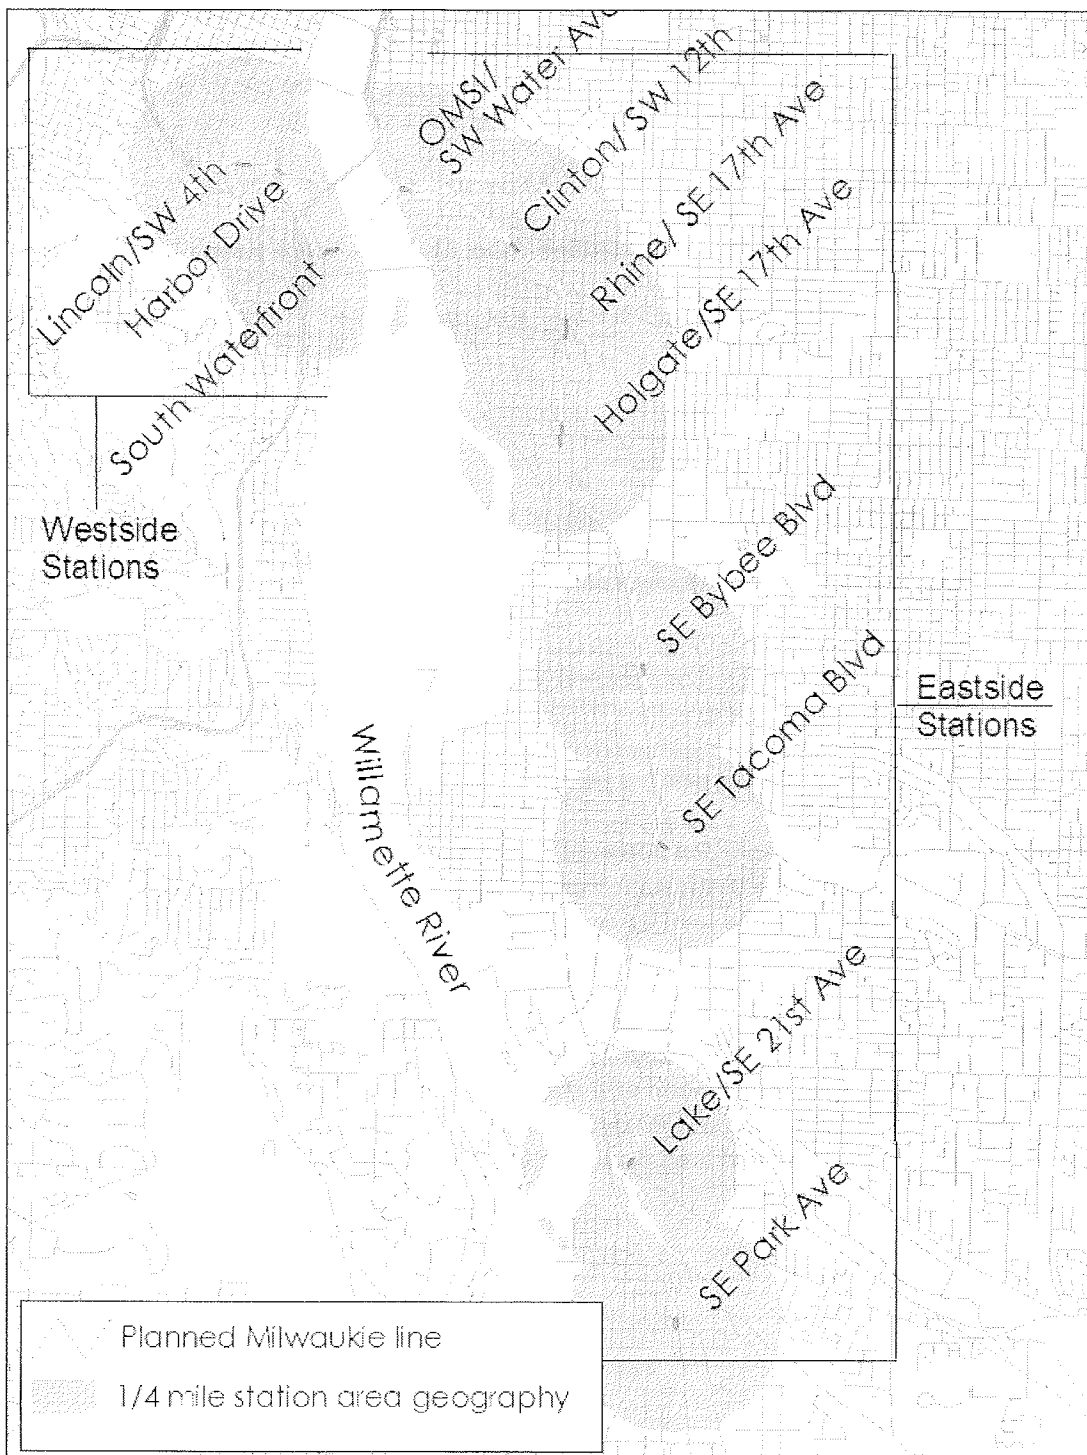 OMSI/
SW Water Ave
Clinton/ SW 12th
Rhine/ SE 17th Ave
Holgate/SE 17th Ave
Lincoln/SW 4th
Harbor Drive
South Waterfront
Westside
Stations
SE Bybee Blvd
SE Tacoma Blvd
Eastside
Stations
Willamette River
Lake/SE 21st Ave
SE Park Ave
Planned Milwaukie line
1/4 mile station area geography